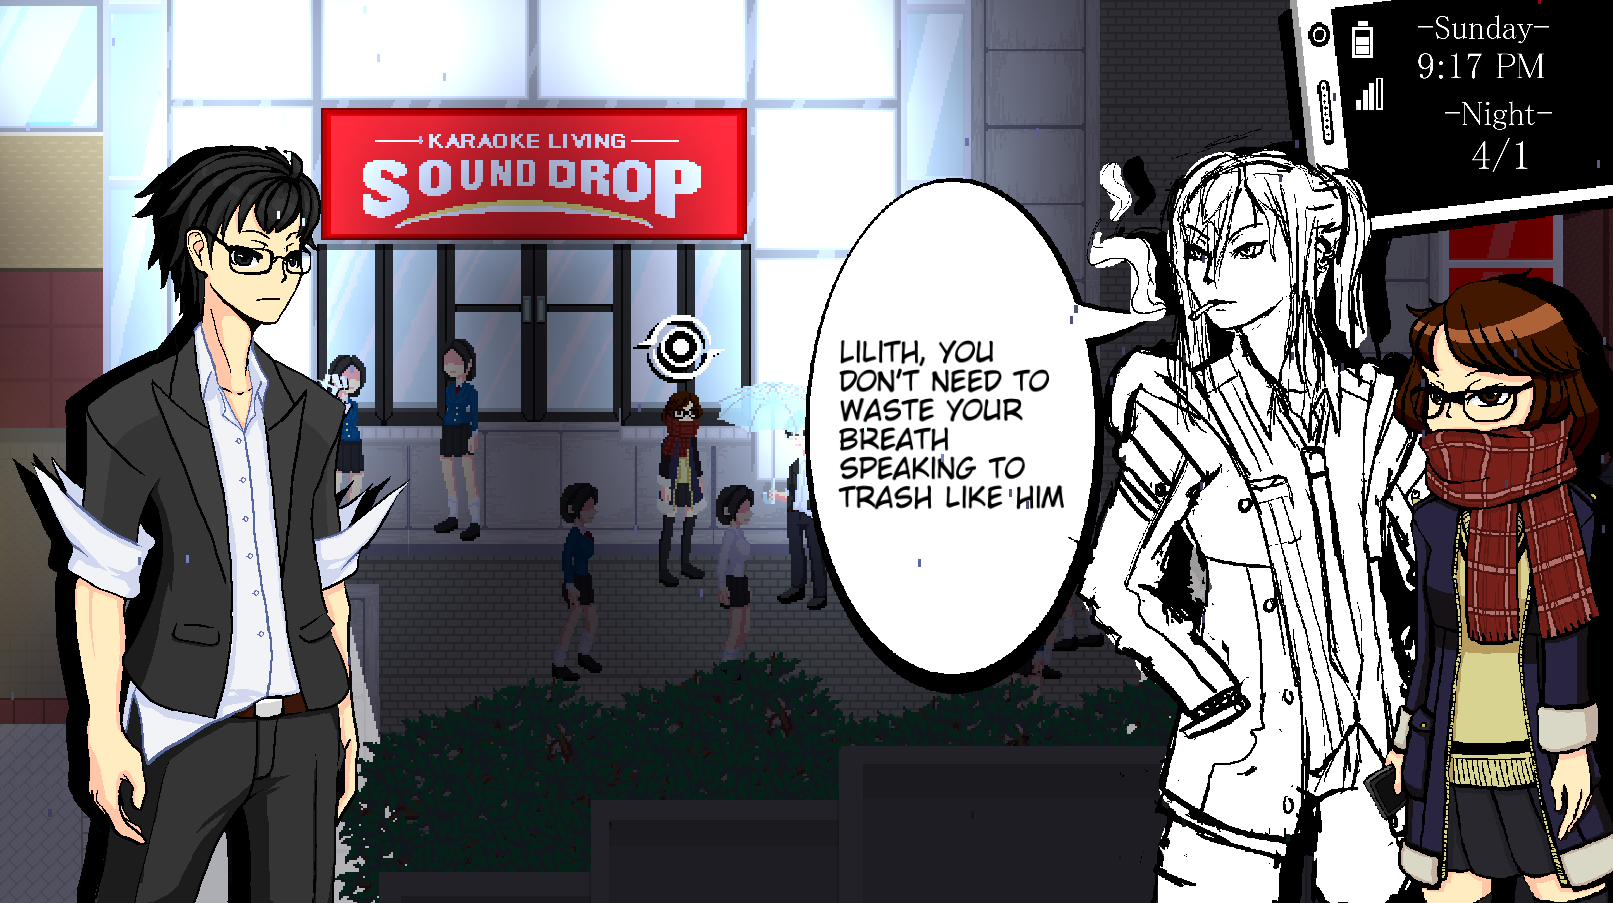 -Sunday-
9:17 PM
-Night-
4/1
KARAOKE LIVING
SOUND DROP
LILITH, YOU
DON'T NEED TO
WASTE YOUR
BREATH
SPEAKING TO
TRASH LIKE HIM